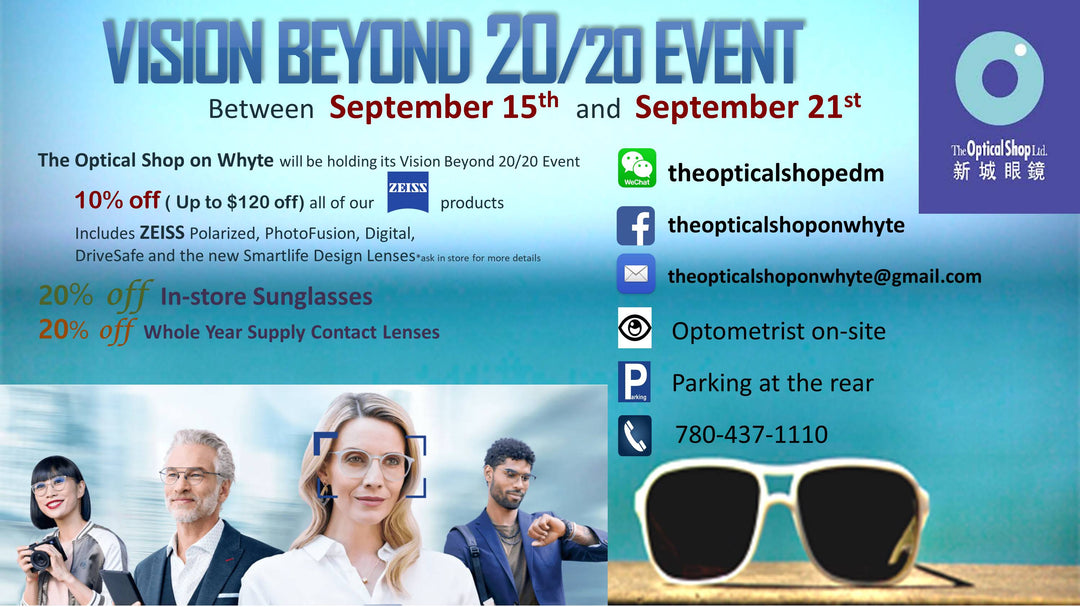 VISION BEYOND 20/20 EVENT
Between September 15th and September 21st
The Optical Shop on Whyte will be holding its Vision Beyond 20/20 Event
10% off ( Up to $120 off) all of our ZEISS products
Includes ZEISS Polarized, PhotoFusion, Digital,
DriveSafe and the new Smartlife Design Lenses*ask in store for more details
20% off In-store Sunglasses
20% off Whole Year Supply Contact Lenses
The Optical Shop Ltd.
新城眼鏡
WeChat
theopticalshopedm
f
theopticalshoponwhyte
theopticalshoponwhyte@gmail.com
Optometrist on-site
Parking
Parking at the rear
780-437-1110